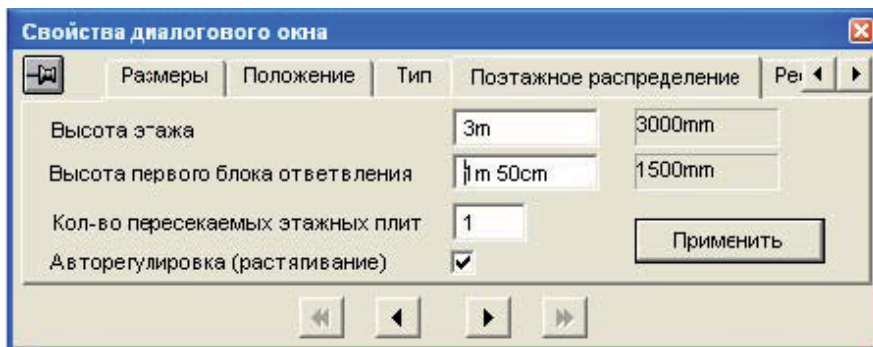 Свойства диалогового окна
Размеры Положение Тип Поэтажное распределение Ре
Высота этажа 3m 3000mm
Высота первого блока ответвления 1m 50cm 1500mm
Кол-во пересекаемых этажных плит 1
Применить
Авторегулировка (растягивание)